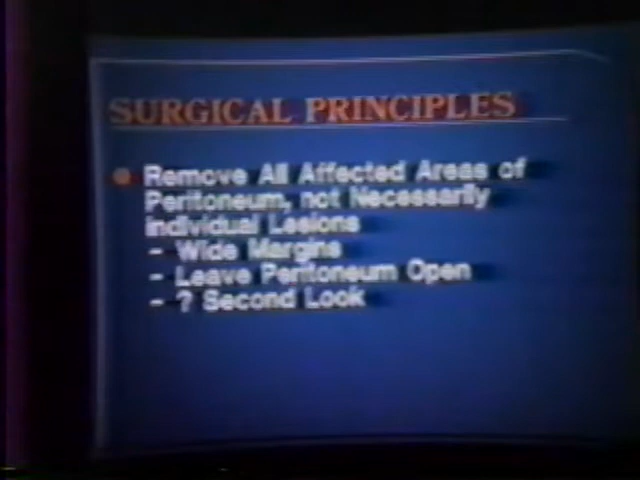 SURGICAL PRINCIPLES
Remove All Affected Areas of
Peritoneum, not Necessarily
Individual Lesions
- Wide Margins
- Leave Peritoneum Open
- ? Second Look